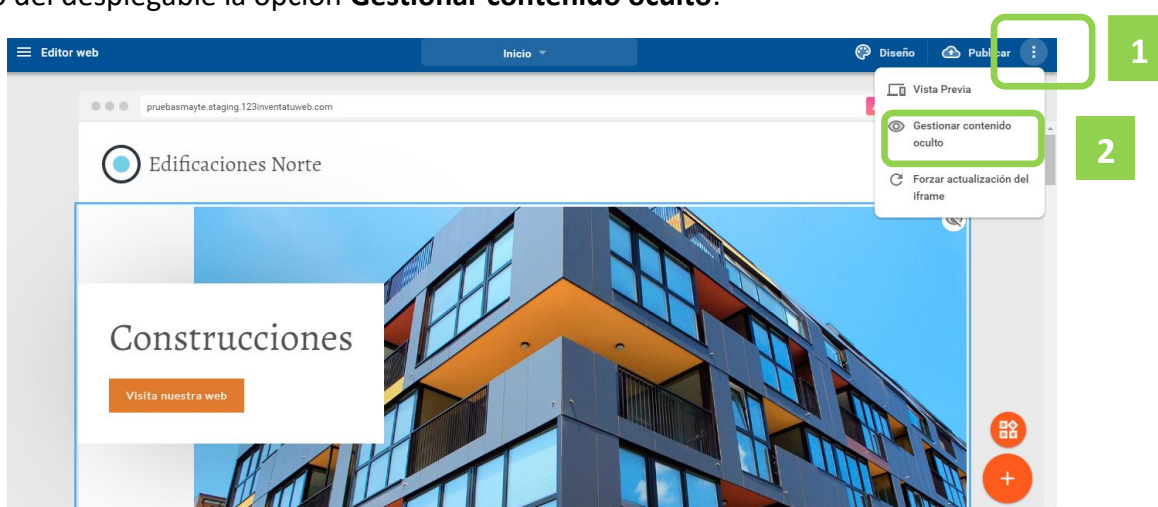 del desplegable la opción Gestionar contenido oculto.
1
Editor web
Inicio
Diseño
Publicar
Vista Previa
pruebasmayte.staging.123inventatuweb.com
Gestionar contenido
oculto
2
Edificaciones Norte
Forzar actualización del
iframe
Construcciones
Visita nuestra web